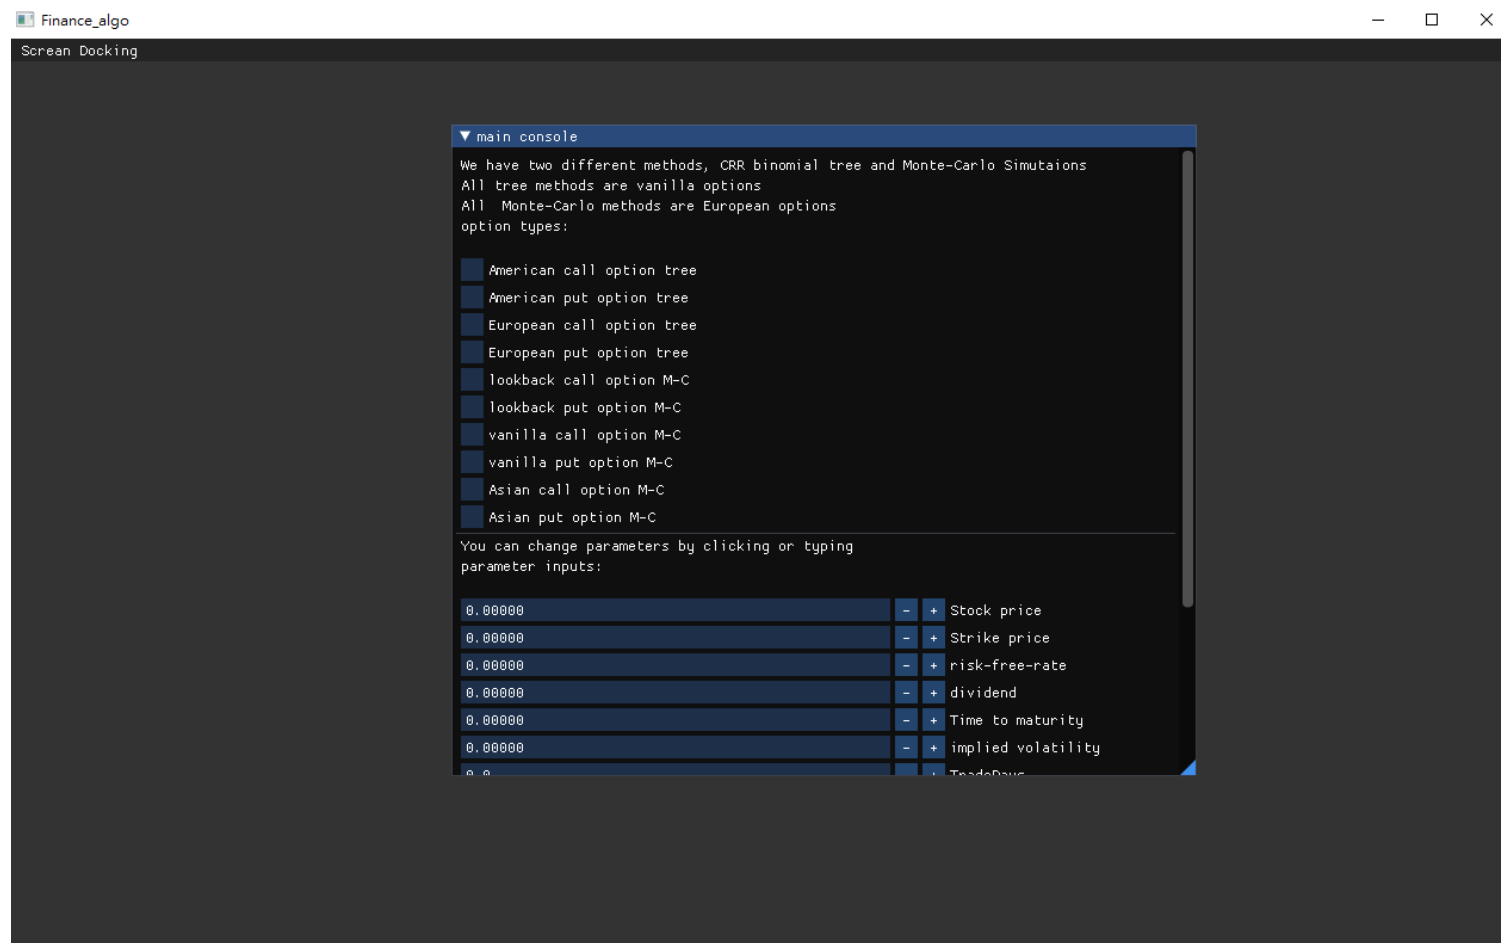 Finance_algo
Screan Docking
main console
We have two different methods, CRR binomial tree and Monte-Carlo Simutaions
All tree methods are vanilla options
All  Monte-Carlo methods are European options
option types:
American call option tree
American put option tree
European call option tree
European put option tree
lookback call option M-C
lookback put option M-C
vanilla call option M-C
vanilla put option M-C
Asian call option M-C
Asian put option M-C
You can change parameters by clicking or typing
parameter inputs:
0.00000 - + Stock price
0.00000 - + Strike price
0.00000 - + risk-free-rate
0.00000 - + dividend
0.00000 - + Time to maturity
0.00000 - + implied volatility
0.0 - + TradeDays